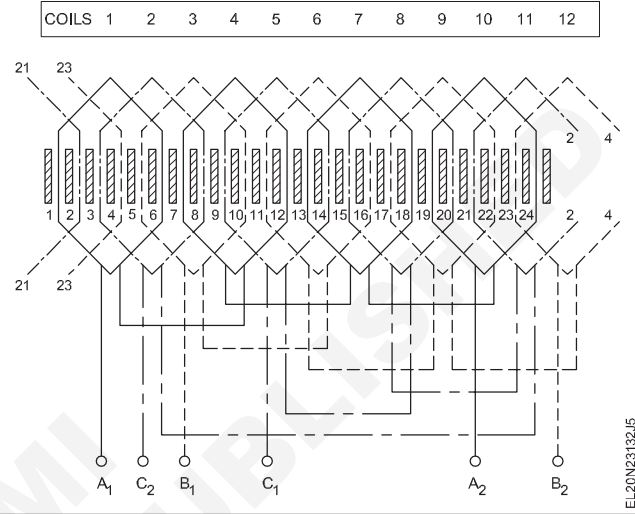 COILS 1 2 3 4 5 6 7 8 9 10 11 12
21 23
2 4
1 2 3 4 5 6 7 8 9 10 11 12 13 14 15 16 17 18 19 20 21 22 23 24
2 4
21 23
A1 C2 B1 C1 A2 B2
EL20N23132J5
PUBLISHED